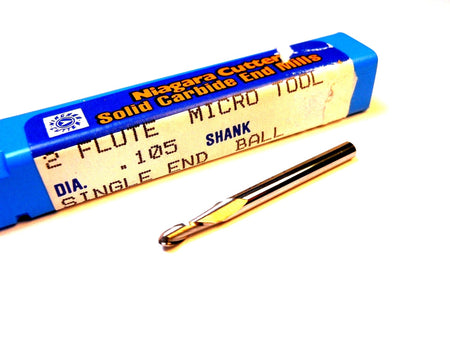 Niagara Cutter
Solid Carbide End Mills
2 FLUTE MICRO TOOL
DIA. .105 SHANK
SINGLE END BALL